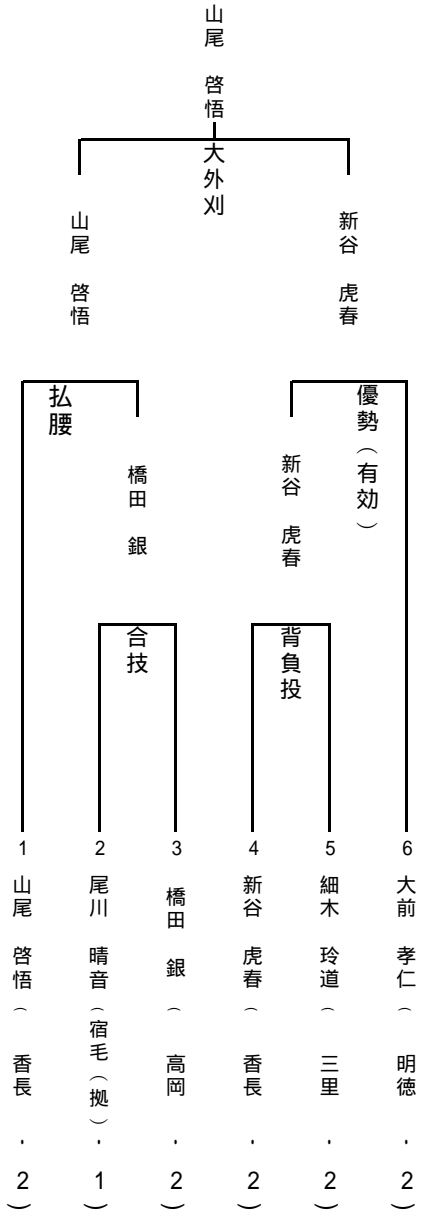 山尾 啓悟
大外刈
山尾 啓悟
新谷 虎春
払腰
優勢（有効）
橋田 銀
新谷 虎春
合技
背負投
1 山尾 啓悟 （ 香長 ・ 2 ）
2 尾川 晴音 （宿毛（拠）・ 1 ）
3 橋田 銀 （ 高岡 ・ 2 ）
4 新谷 虎春 （ 香長 ・ 2 ）
5 細木 玲道 （ 三里 ・ 2 ）
6 大前 孝仁 （ 明徳 ・ 2 ）